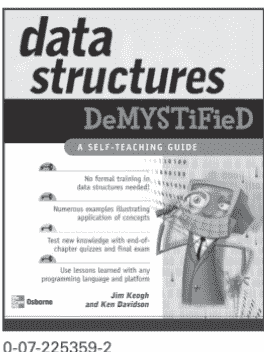 data
structures
DeMYSTiFieD
A SELF-TEACHING GUIDE
No formal training in
data structures needed!
Numerous examples illustrating
application of concepts
Test new knowledge with end-of-
chapter quizzes and final exam
Use lessons learned with any
programming language and platform
Osborne
Jim Keogh
and Ken Davidson
0-07-225359-2